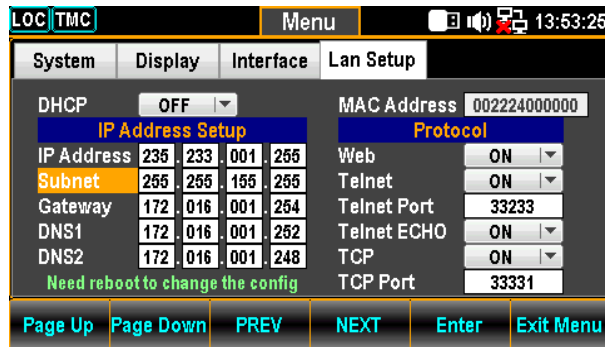 LOC TMC Menu 13:53:25
System Display Interface Lan Setup
DHCP OFF MAC Address 002224000000
IP Address Setup Protocol
IP Address 235 . 233 . 001 . 255 Web ON
Subnet 255 . 255 . 155 . 255 Telnet ON
Gateway 172 . 016 . 001 . 254 Telnet Port 33233
DNS1 172 . 016 . 001 . 252 Telnet ECHO ON
DNS2 172 . 016 . 001 . 248 TCP ON
Need reboot to change the config TCP Port 33331
Page Up Page Down PREV NEXT Enter Exit Menu